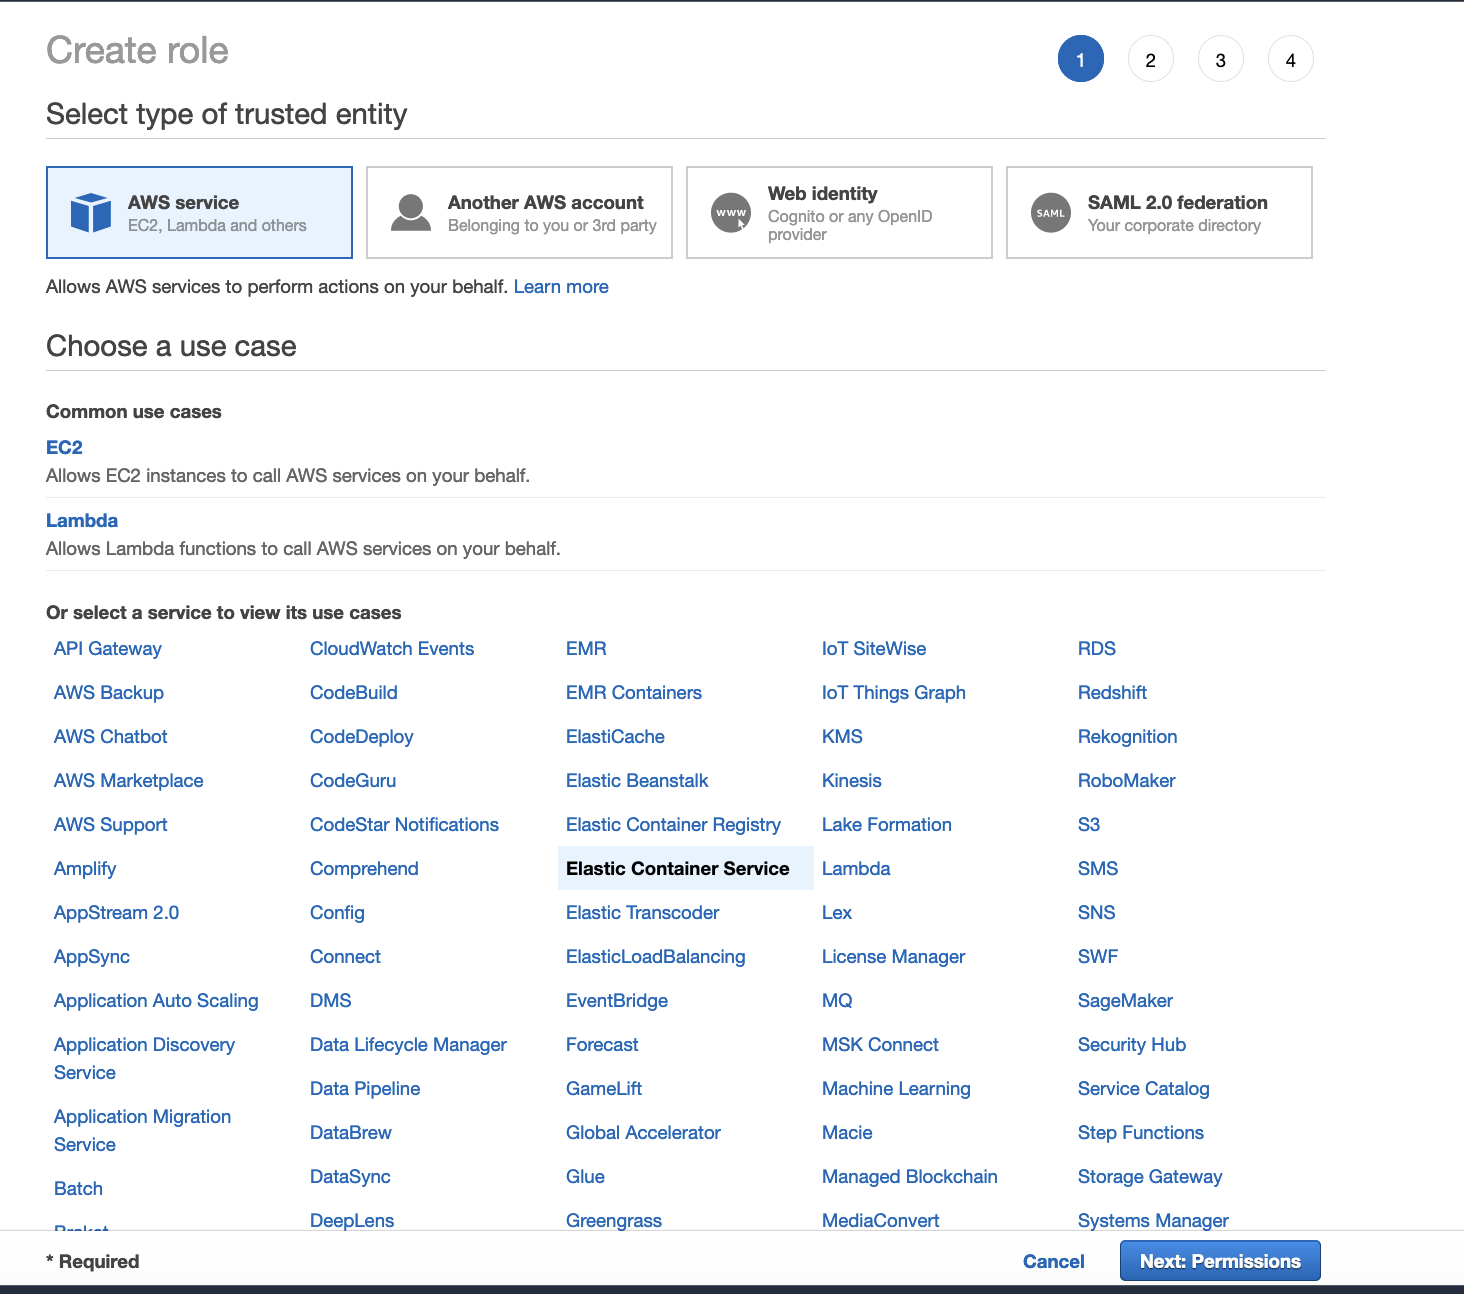 Create role
1 2 3 4
Select type of trusted entity
AWS service
EC2, Lambda and others
Another AWS account
Belonging to you or 3rd party
www
Web identity
Cognito or any OpenID
provider
SAML
SAML 2.0 federation
Your corporate directory
Allows AWS services to perform actions on your behalf. Learn more
Choose a use case
Common use cases
EC2
Allows EC2 instances to call AWS services on your behalf.
Lambda
Allows Lambda functions to call AWS services on your behalf.
Or select a service to view its use cases
API Gateway
AWS Backup
AWS Chatbot
AWS Marketplace
AWS Support
Amplify
AppStream 2.0
AppSync
Application Auto Scaling
Application Discovery
Service
Application Migration
Service
Batch
Braket
CloudWatch Events
CodeBuild
CodeDeploy
CodeGuru
CodeStar Notifications
Comprehend
Config
Connect
DMS
Data Lifecycle Manager
Data Pipeline
DataBrew
DataSync
DeepLens
EMR
EMR Containers
ElastiCache
Elastic Beanstalk
Elastic Container Registry
Elastic Container Service
Elastic Transcoder
ElasticLoadBalancing
EventBridge
Forecast
GameLift
Global Accelerator
Glue
Greengrass
IoT SiteWise
IoT Things Graph
KMS
Kinesis
Lake Formation
Lambda
Lex
License Manager
MQ
MSK Connect
Machine Learning
Macie
Managed Blockchain
MediaConvert
RDS
Redshift
Rekognition
RoboMaker
S3
SMS
SNS
SWF
SageMaker
Security Hub
Service Catalog
Step Functions
Storage Gateway
Systems Manager
* Required
Cancel
Next: Permissions